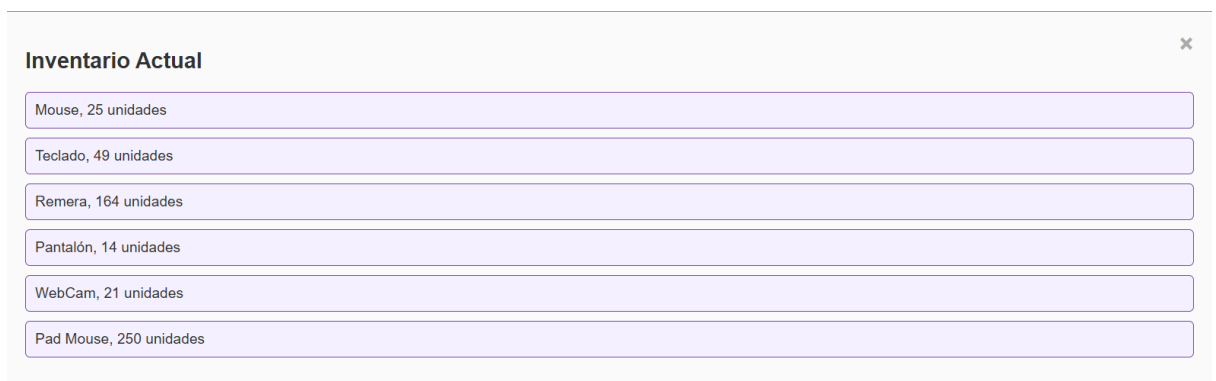 Inventario Actual
Mouse, 25 unidades
Teclado, 49 unidades
Remera, 164 unidades
Pantalón, 14 unidades
WebCam, 21 unidades
Pad Mouse, 250 unidades